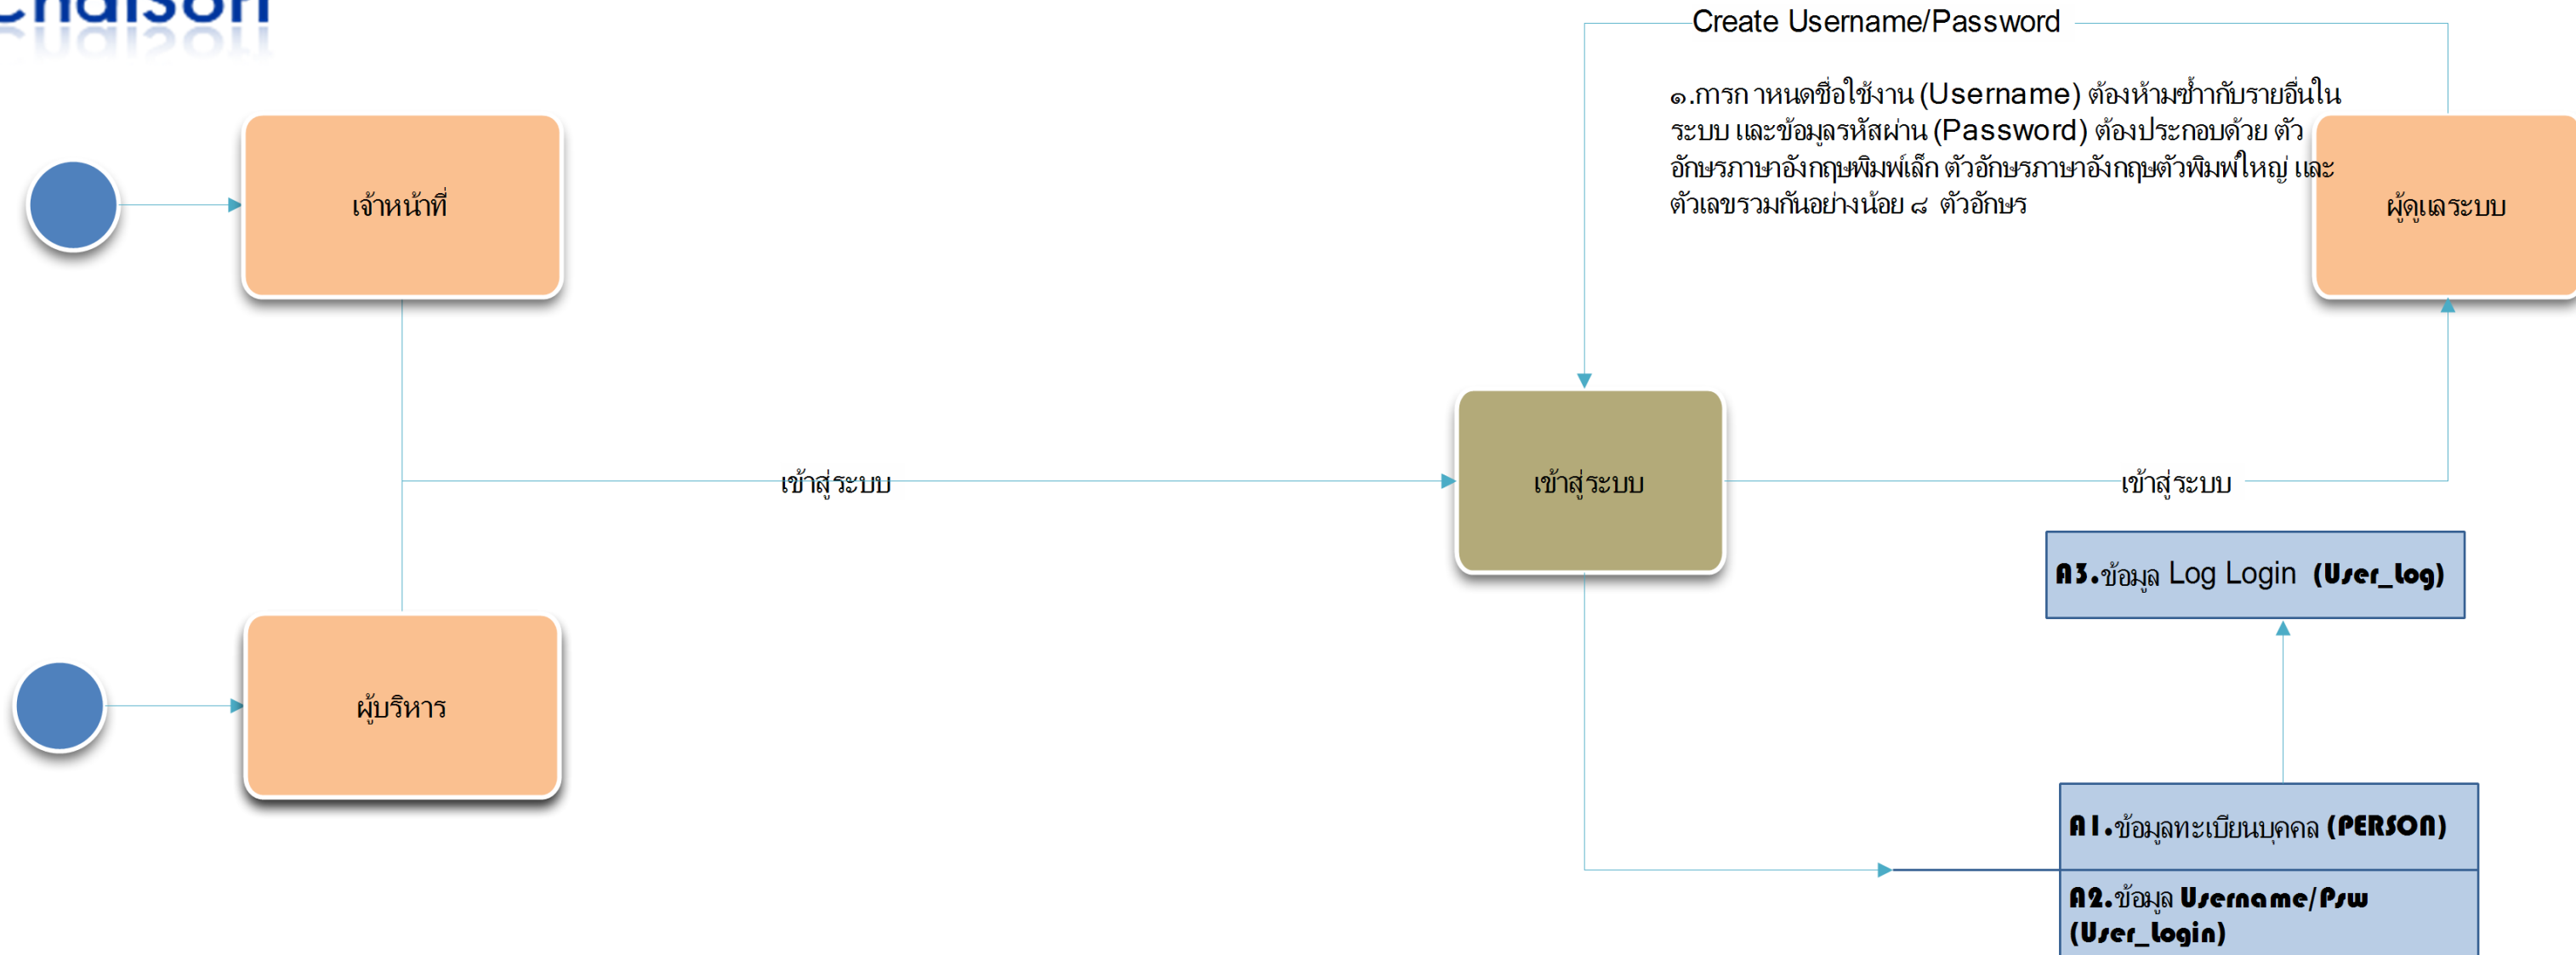 ChaiSori
Create Username/Password
๑.การก าหนดชื่อใช้งาน (Username) ต้องห้ามซ้ำากับรายอื่นใน
ระบบ และข้อมูลรหัสผ่าน (Password) ต้องประกอบด้วย ตัว
อักษรภาษาอังกฤษพิมพ์เล็ก ตัวอักษรภาษาอังกฤษตัวพิมพ์ใหญ่ และ
ตัวเลขรวมกันอย่างน้อย ๘ ตัวอักษร
เจ้าหน้าที่
ผู้ดูแลระบบ
เข้าสู่ระบบ
เข้าสู่ระบบ
เข้าสู่ระบบ
A3.ข้อมูล Log Login (User_Log)
ผู้บริหาร
A1.ข้อมูลทะเบียนบุคคล (PERSON)
A2.ข้อมูล Username/Psw
(User_Login)